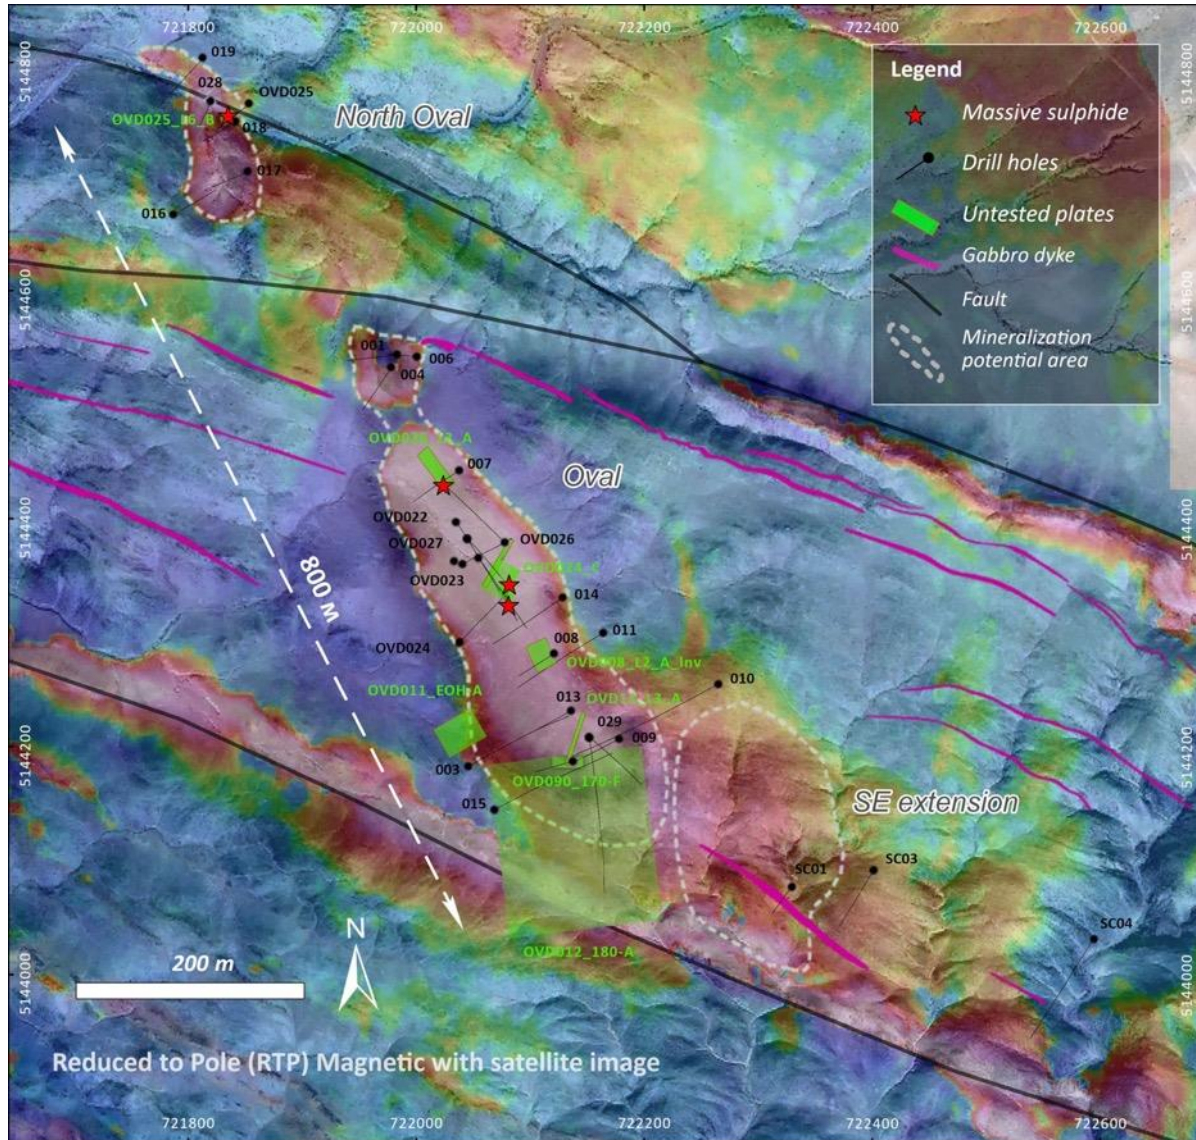 721800
722000
722200
722400
722600
5144800
5144800
019
028
OVD025
OVD025_L6_B
018
North Oval
017
016
Legend
Massive sulphide
Drill holes
Untested plates
Gabbro dyke
Fault
Mineralization
potential area
5144600
5144600
001
006
004
007
Oval
OVD022
OVD027
OVD026
OVD023
5144400
5144400
800 м
014
011
008
OVD024
OVD008_L2_A_Inv
OVD011_EOH-A
010
013
029
009
5144200
5144200
003
OVD090_170-F
015
SE extension
SC01
SC03
SC04
OVD012_180-A
N
200 m
5144000
5144000
Reduced to Pole (RTP) Magnetic with satellite image
721800
722000
722200
722400
722600